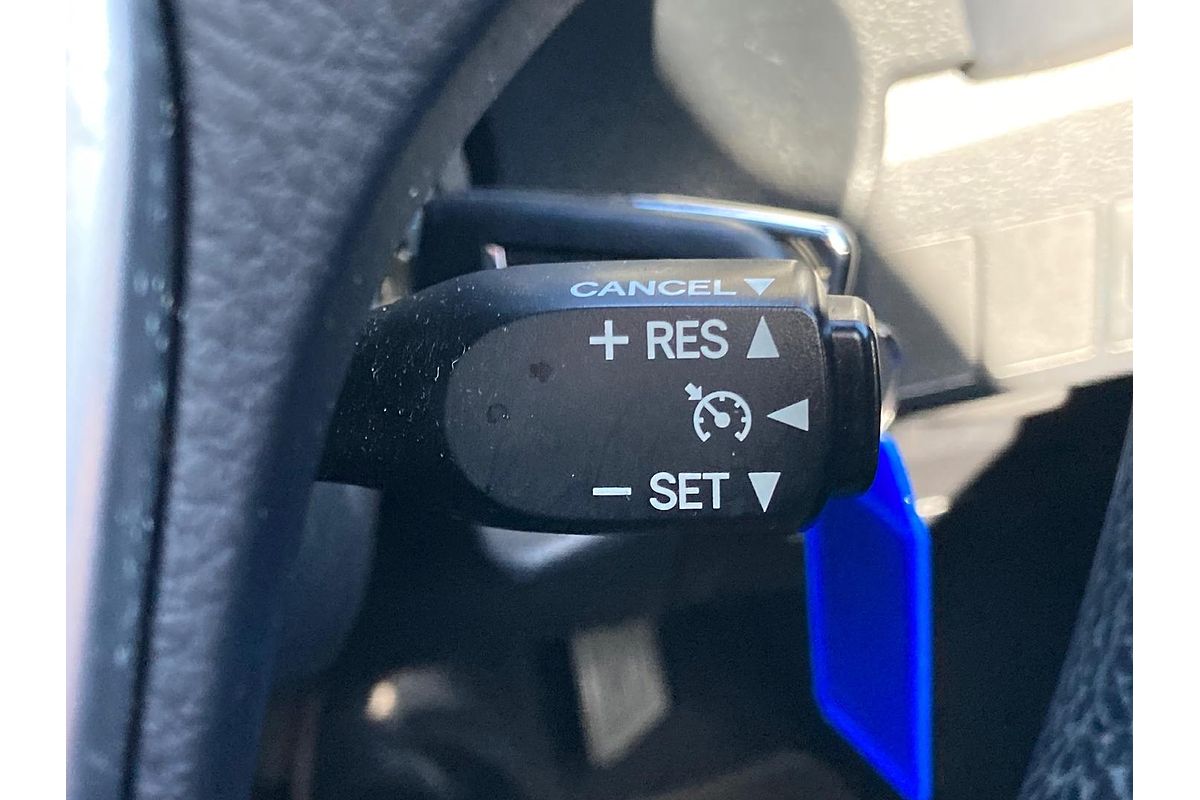 CANCEL ▼
+ RES ▲
◀
− SET ▼